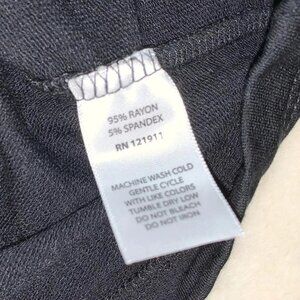 95% RAYON
5% SPANDEX
RN 121911
MACHINE WASH COLD
GENTLE CYCLE
WITH LIKE COLORS
TUMBLE DRY LOW
DO NOT BLEACH
DO NOT IRON